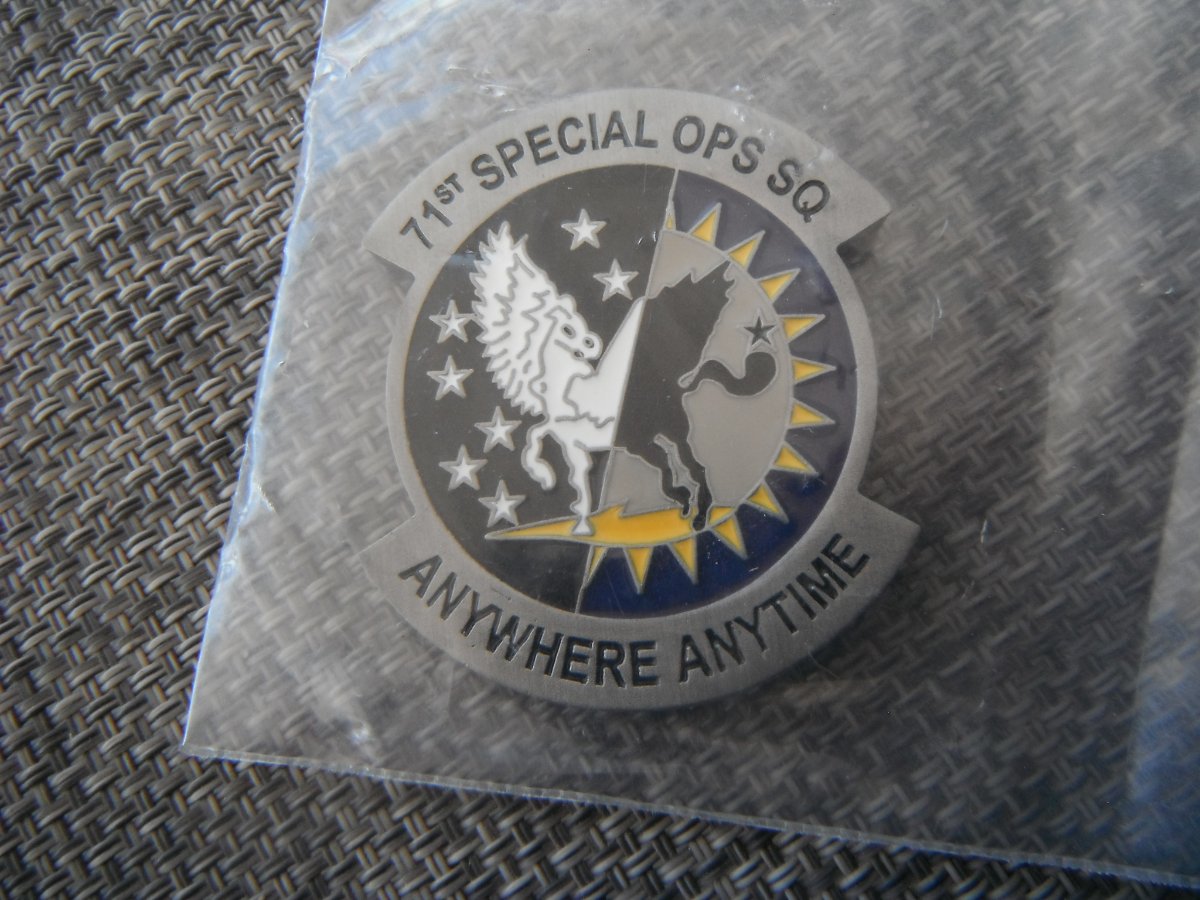 71ST SPECIAL OPS SQ
ANYWHERE ANYTIME